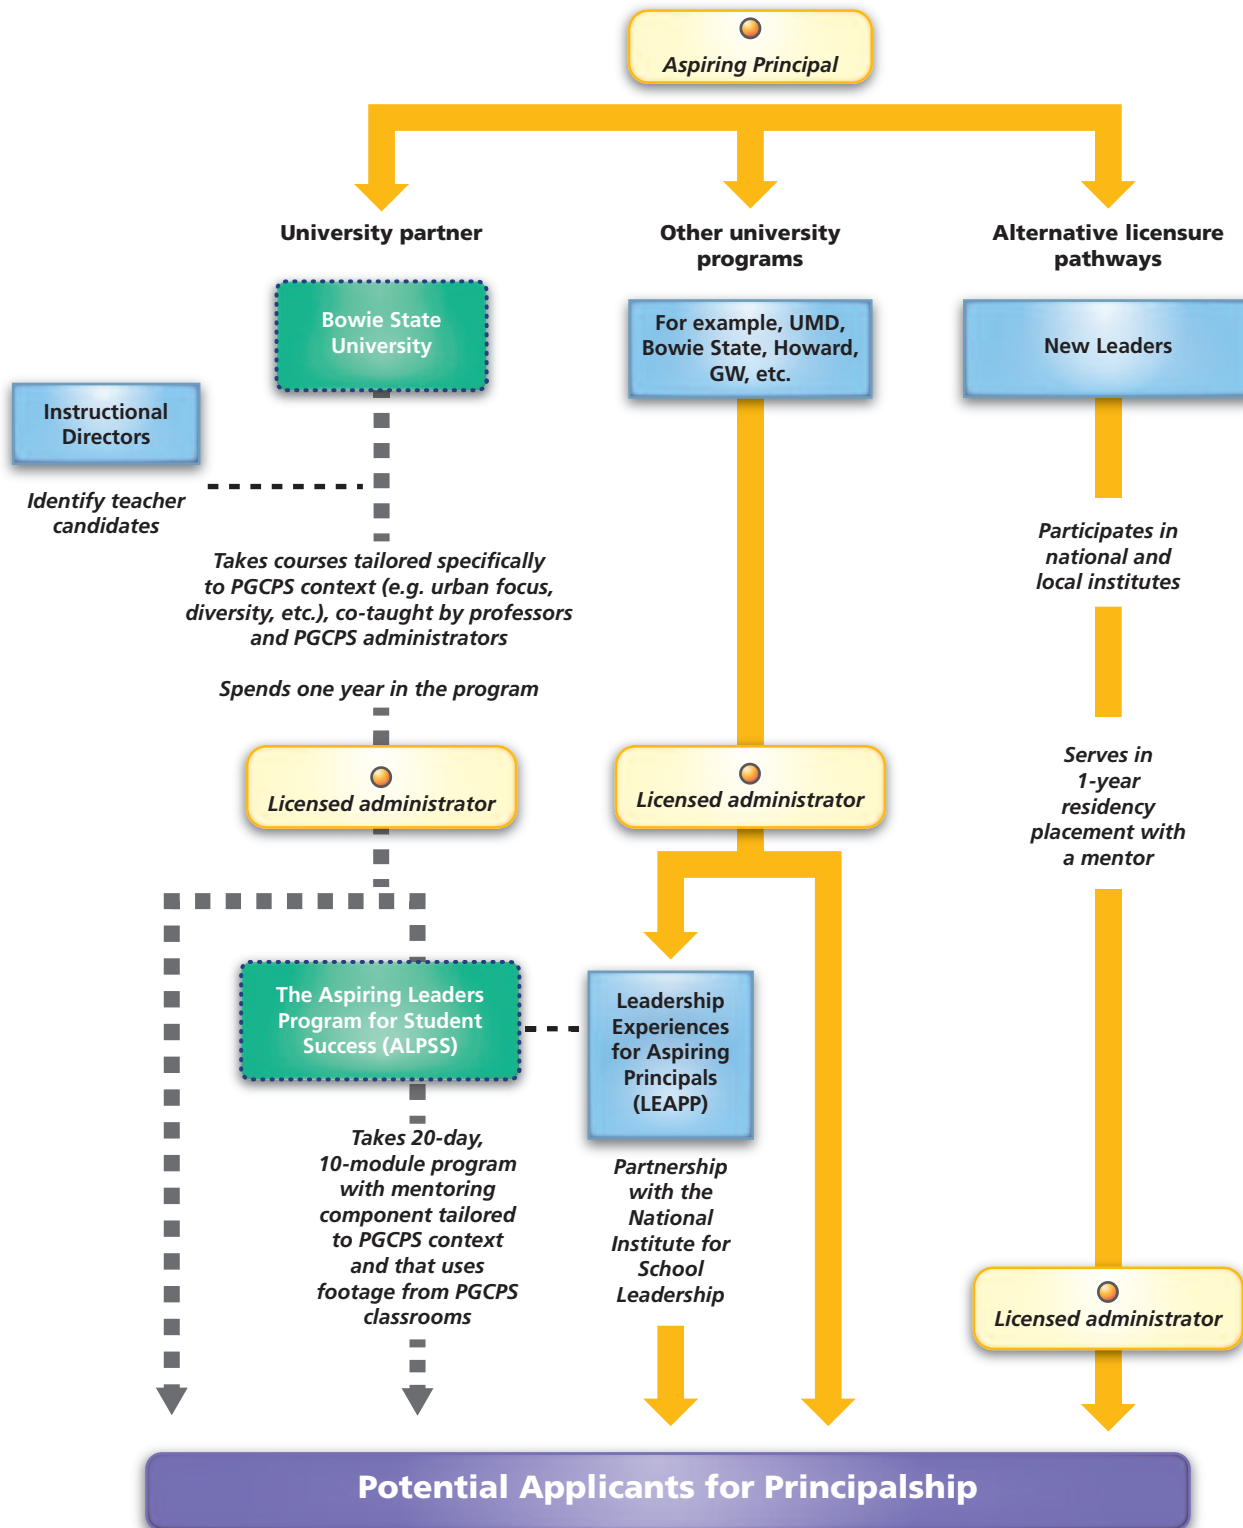 Aspiring Principal
University partner
Other university
programs
Alternative licensure
pathways
Bowie State
University
For example, UMD,
Bowie State, Howard,
GW, etc.
New Leaders
Instructional
Directors
Identify teacher
candidates
Takes courses tailored specifically
to PGCPS context (e.g. urban focus,
diversity, etc.), co-taught by professors
and PGCPS administrators
Spends one year in the program
Participates in
national and
local institutes
Licensed administrator
Licensed administrator
Serves in
1-year
residency
placement with
a mentor
The Aspiring Leaders
Program for Student
Success (ALPSS)
Leadership
Experiences
for Aspiring
Principals
(LEAPP)
Takes 20-day,
10-module program
with mentoring
component tailored
to PGCPS context
and that uses
footage from PGCPS
classrooms
Partnership
with the
National
Institute for
School
Leadership
Licensed administrator
Potential Applicants for Principalship